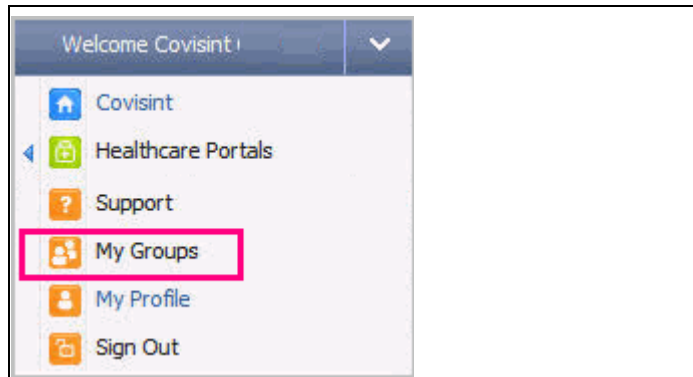 Welcome Covisint
Covisint
Healthcare Portals
Support
My Groups
My Profile
Sign Out